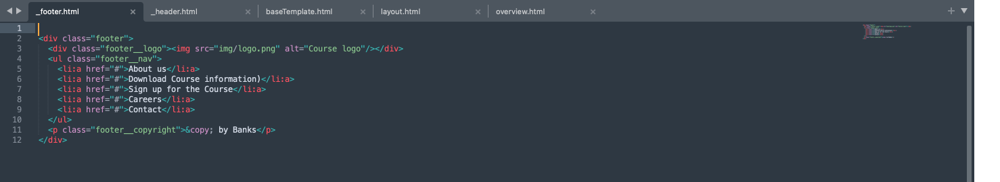 _footer.html × _header.html × baseTemplate.html × layout.html × overview.html × + ▼
1
2 <div class="footer">
3 <div class="footer__logo"><img src="img/logo.png" alt="Course logo"/></div>
4 <ul class="footer__nav">
5 <li:a href="#">About us</li:a>
6 <li:a href="#">Download Course information)</li:a>
7 <li:a href="#">Sign up for the Course</li:a>
8 <li:a href="#">Careers</li:a>
9 <li:a href="#">Contact</li:a>
10 </ul>
11 <p class="footer__copyright">&copy; by Banks</p>
12 </div>